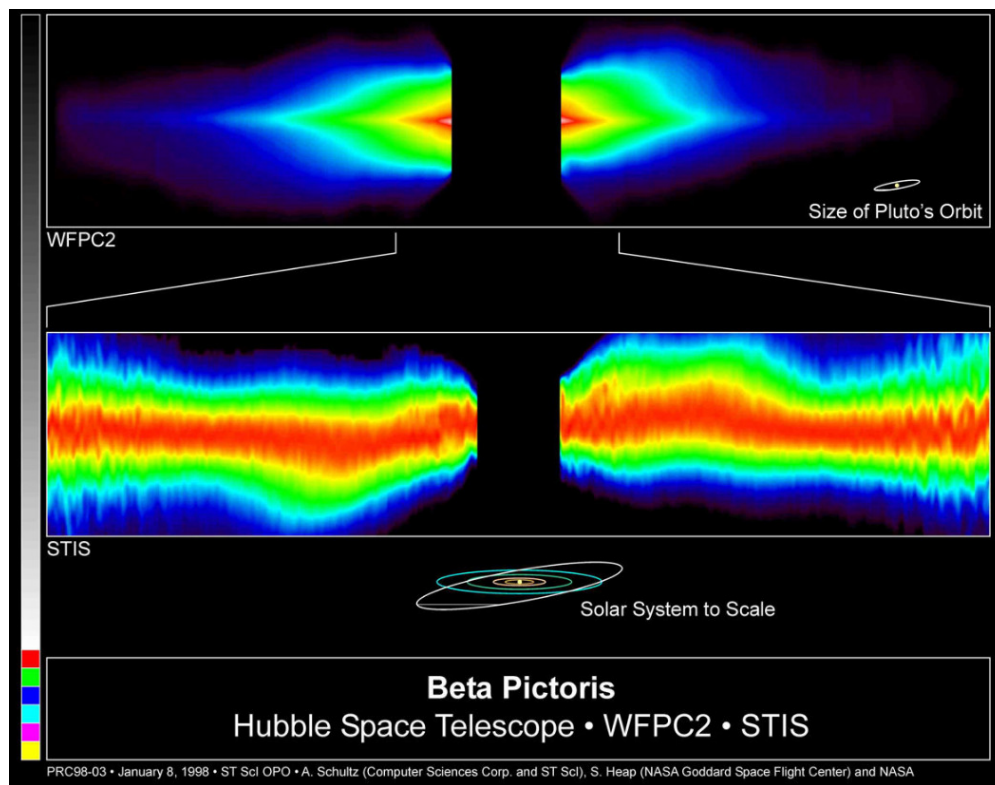 Size of Pluto's Orbit
WFPC2
STIS
Solar System to Scale
Beta Pictoris
Hubble Space Telescope • WFPC2 • STIS
PRC98-03 • January 8, 1998 • ST ScI OPO • A. Schultz (Computer Sciences Corp. and ST ScI), S. Heap (NASA Goddard Space Flight Center) and NASA